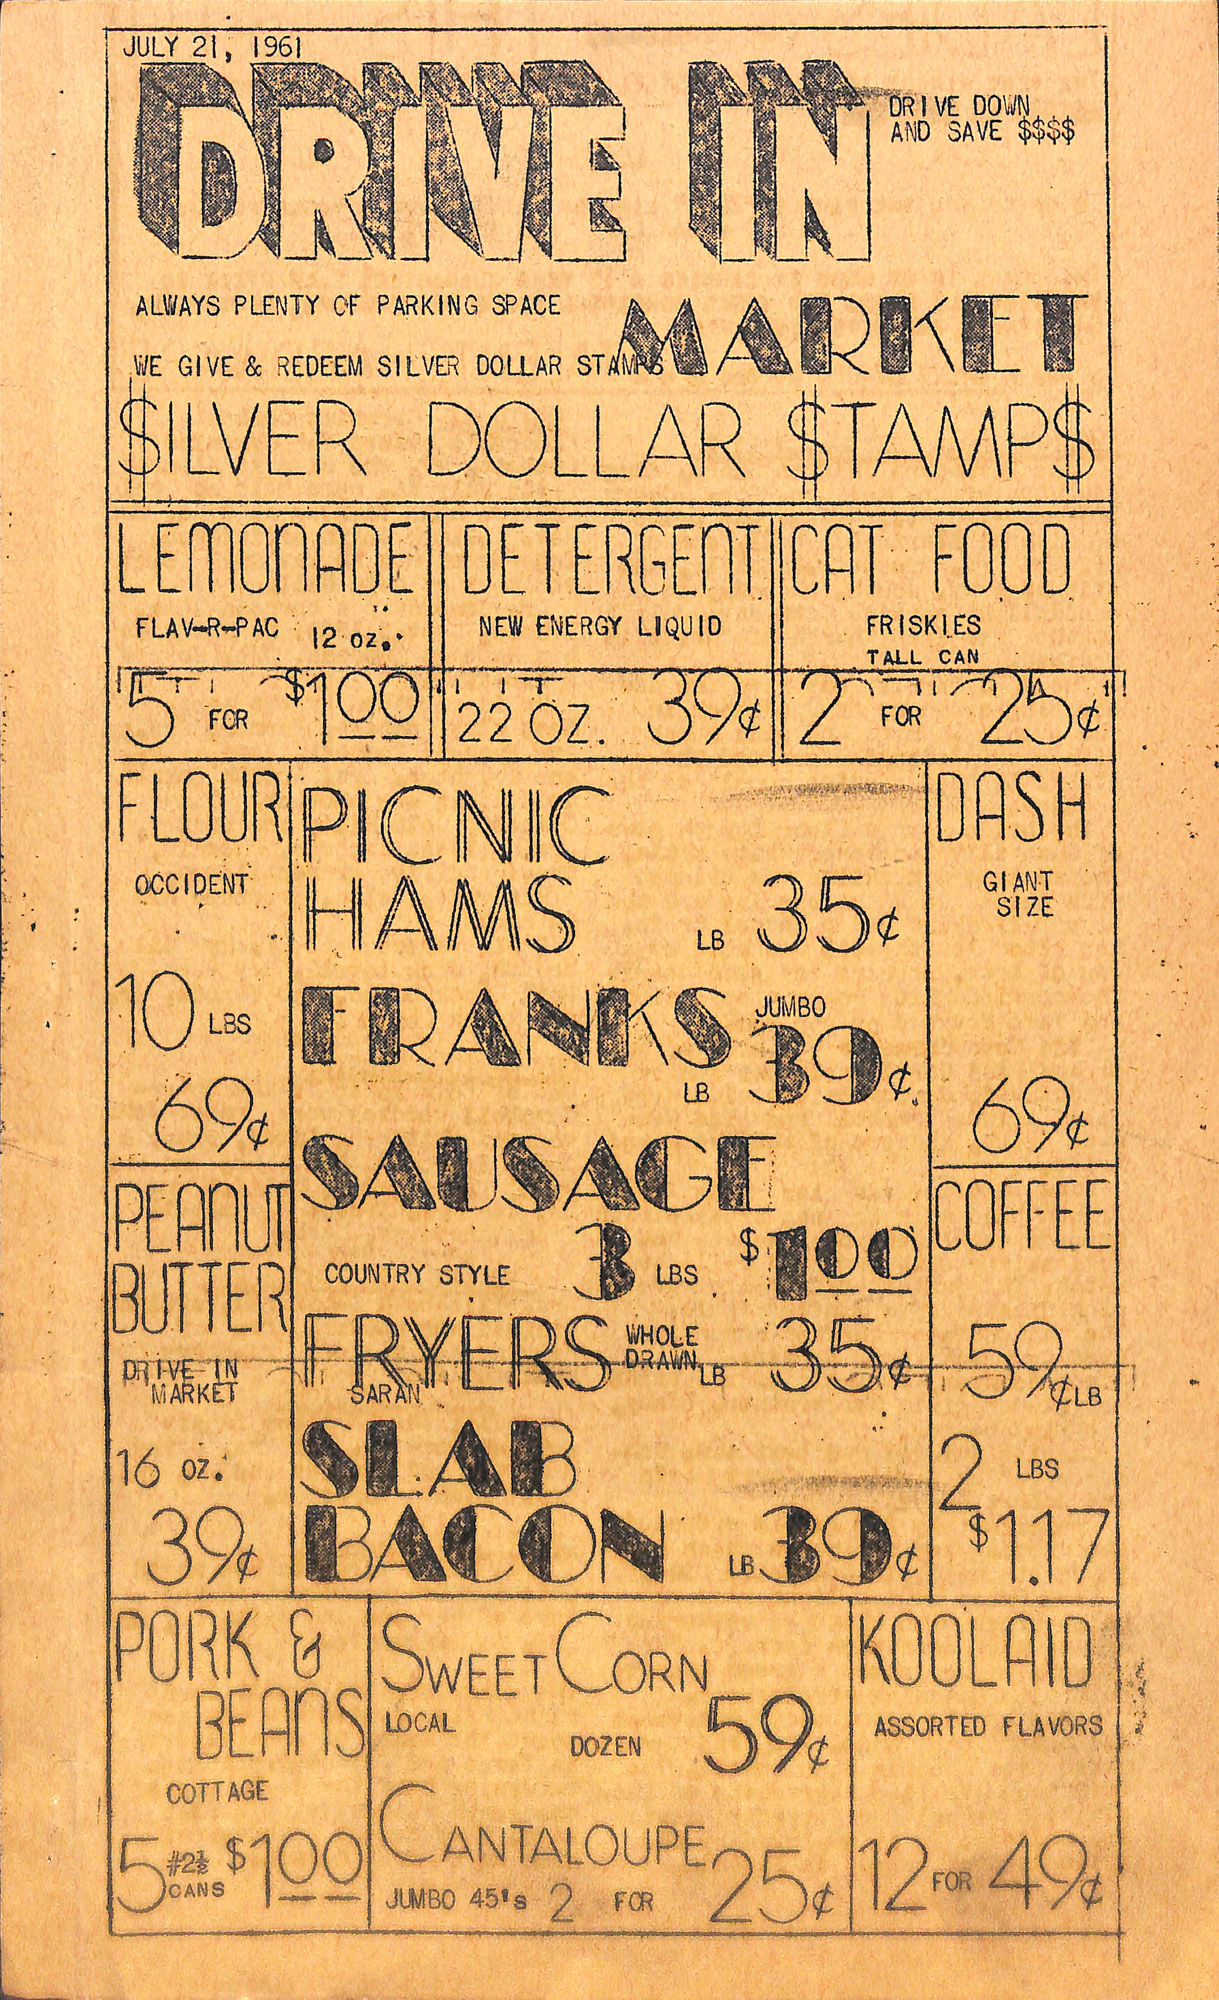 JULY 21, 1961
DRIVE IN
DRIVE DOWN
AND SAVE $$$$
ALWAYS PLENTY OF PARKING SPACE
MARKET
WE GIVE & REDEEM SILVER DOLLAR STAMPS
$ILVER DOLLAR $TAMP$
LEMONADE
FLAV-R-PAC 12 oz.
5 FOR $1.00
DETERGENT
NEW ENERGY LIQUID
22 OZ. 39¢
CAT FOOD
FRISKIES
TALL CAN
2 FOR 25¢
FLOUR
OCCIDENT
10 LBS
69¢
PEANUT
BUTTER
DRIVE IN
MARKET
16 oz.
39¢
PICNIC
HAMS LB 35¢
FRANKS JUMBO
LB 39¢
SAUSAGE
COUNTRY STYLE 3 LBS $1.00
FRYERS WHOLE
DRAWN LB 35¢
SARAN
SLAB
BACON LB 39¢
DASH
GIANT
SIZE
69¢
COFFEE
59¢ LB
2 LBS
$1.17
PORK &
BEANS
COTTAGE
5 #2½
CANS $1.00
SWEET CORN
LOCAL
DOZEN 59¢
CANTALOUPE
JUMBO 45's 2 FOR 25¢
KOOLAID
ASSORTED FLAVORS
12 FOR 49¢